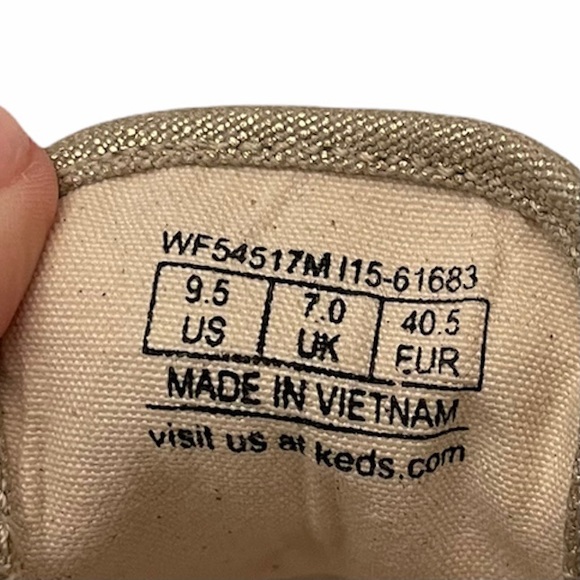 WF54517M I15-61683
9.5 US 7.0 UK 40.5 EUR
MADE IN VIETNAM
visit us at keds.com